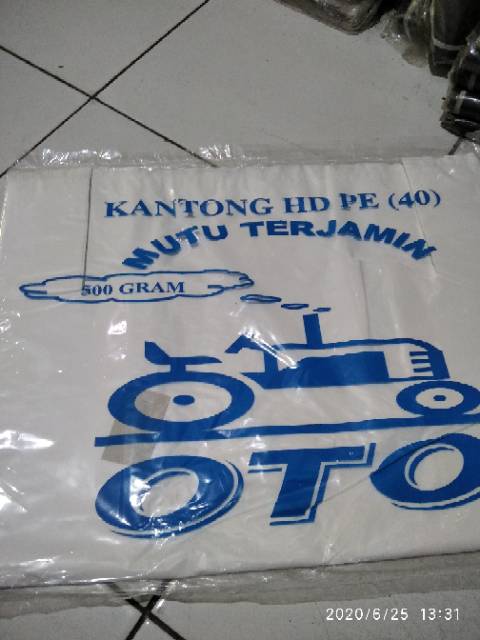 KANTONG HD PE (40)
MUTU TERJAMIN
500 GRAM
OTO
2020/6/25 13:31